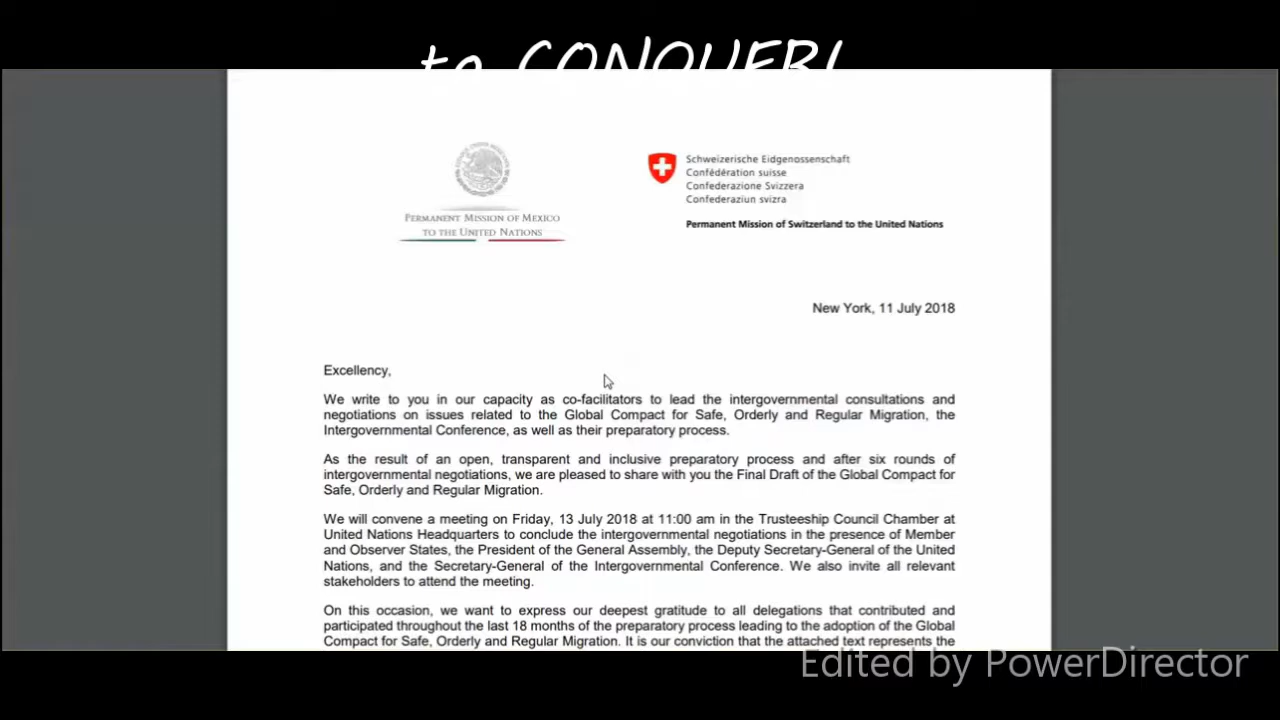 to CONQUER!
PERMANENT MISSION OF MEXICO
TO THE UNITED NATIONS
Schweizerische Eidgenossenschaft
Confédération suisse
Confederazione Svizzera
Confederaziun svizra
Permanent Mission of Switzerland to the United Nations
New York, 11 July 2018
Excellency,
We write to you in our capacity as co-facilitators to lead the intergovernmental consultations and
negotiations on issues related to the Global Compact for Safe, Orderly and Regular Migration, the
Intergovernmental Conference, as well as their preparatory process.
As the result of an open, transparent and inclusive preparatory process and after six rounds of
intergovernmental negotiations, we are pleased to share with you the Final Draft of the Global Compact for
Safe, Orderly and Regular Migration.
We will convene a meeting on Friday, 13 July 2018 at 11:00 am in the Trusteeship Council Chamber at
United Nations Headquarters to conclude the intergovernmental negotiations in the presence of Member
and Observer States, the President of the General Assembly, the Deputy Secretary-General of the United
Nations, and the Secretary-General of the Intergovernmental Conference. We also invite all relevant
stakeholders to attend the meeting.
On this occasion, we want to express our deepest gratitude to all delegations that contributed and
participated throughout the last 18 months of the preparatory process leading to the adoption of the Global
Compact for Safe, Orderly and Regular Migration. It is our conviction that the attached text represents the
Edited by PowerDirector